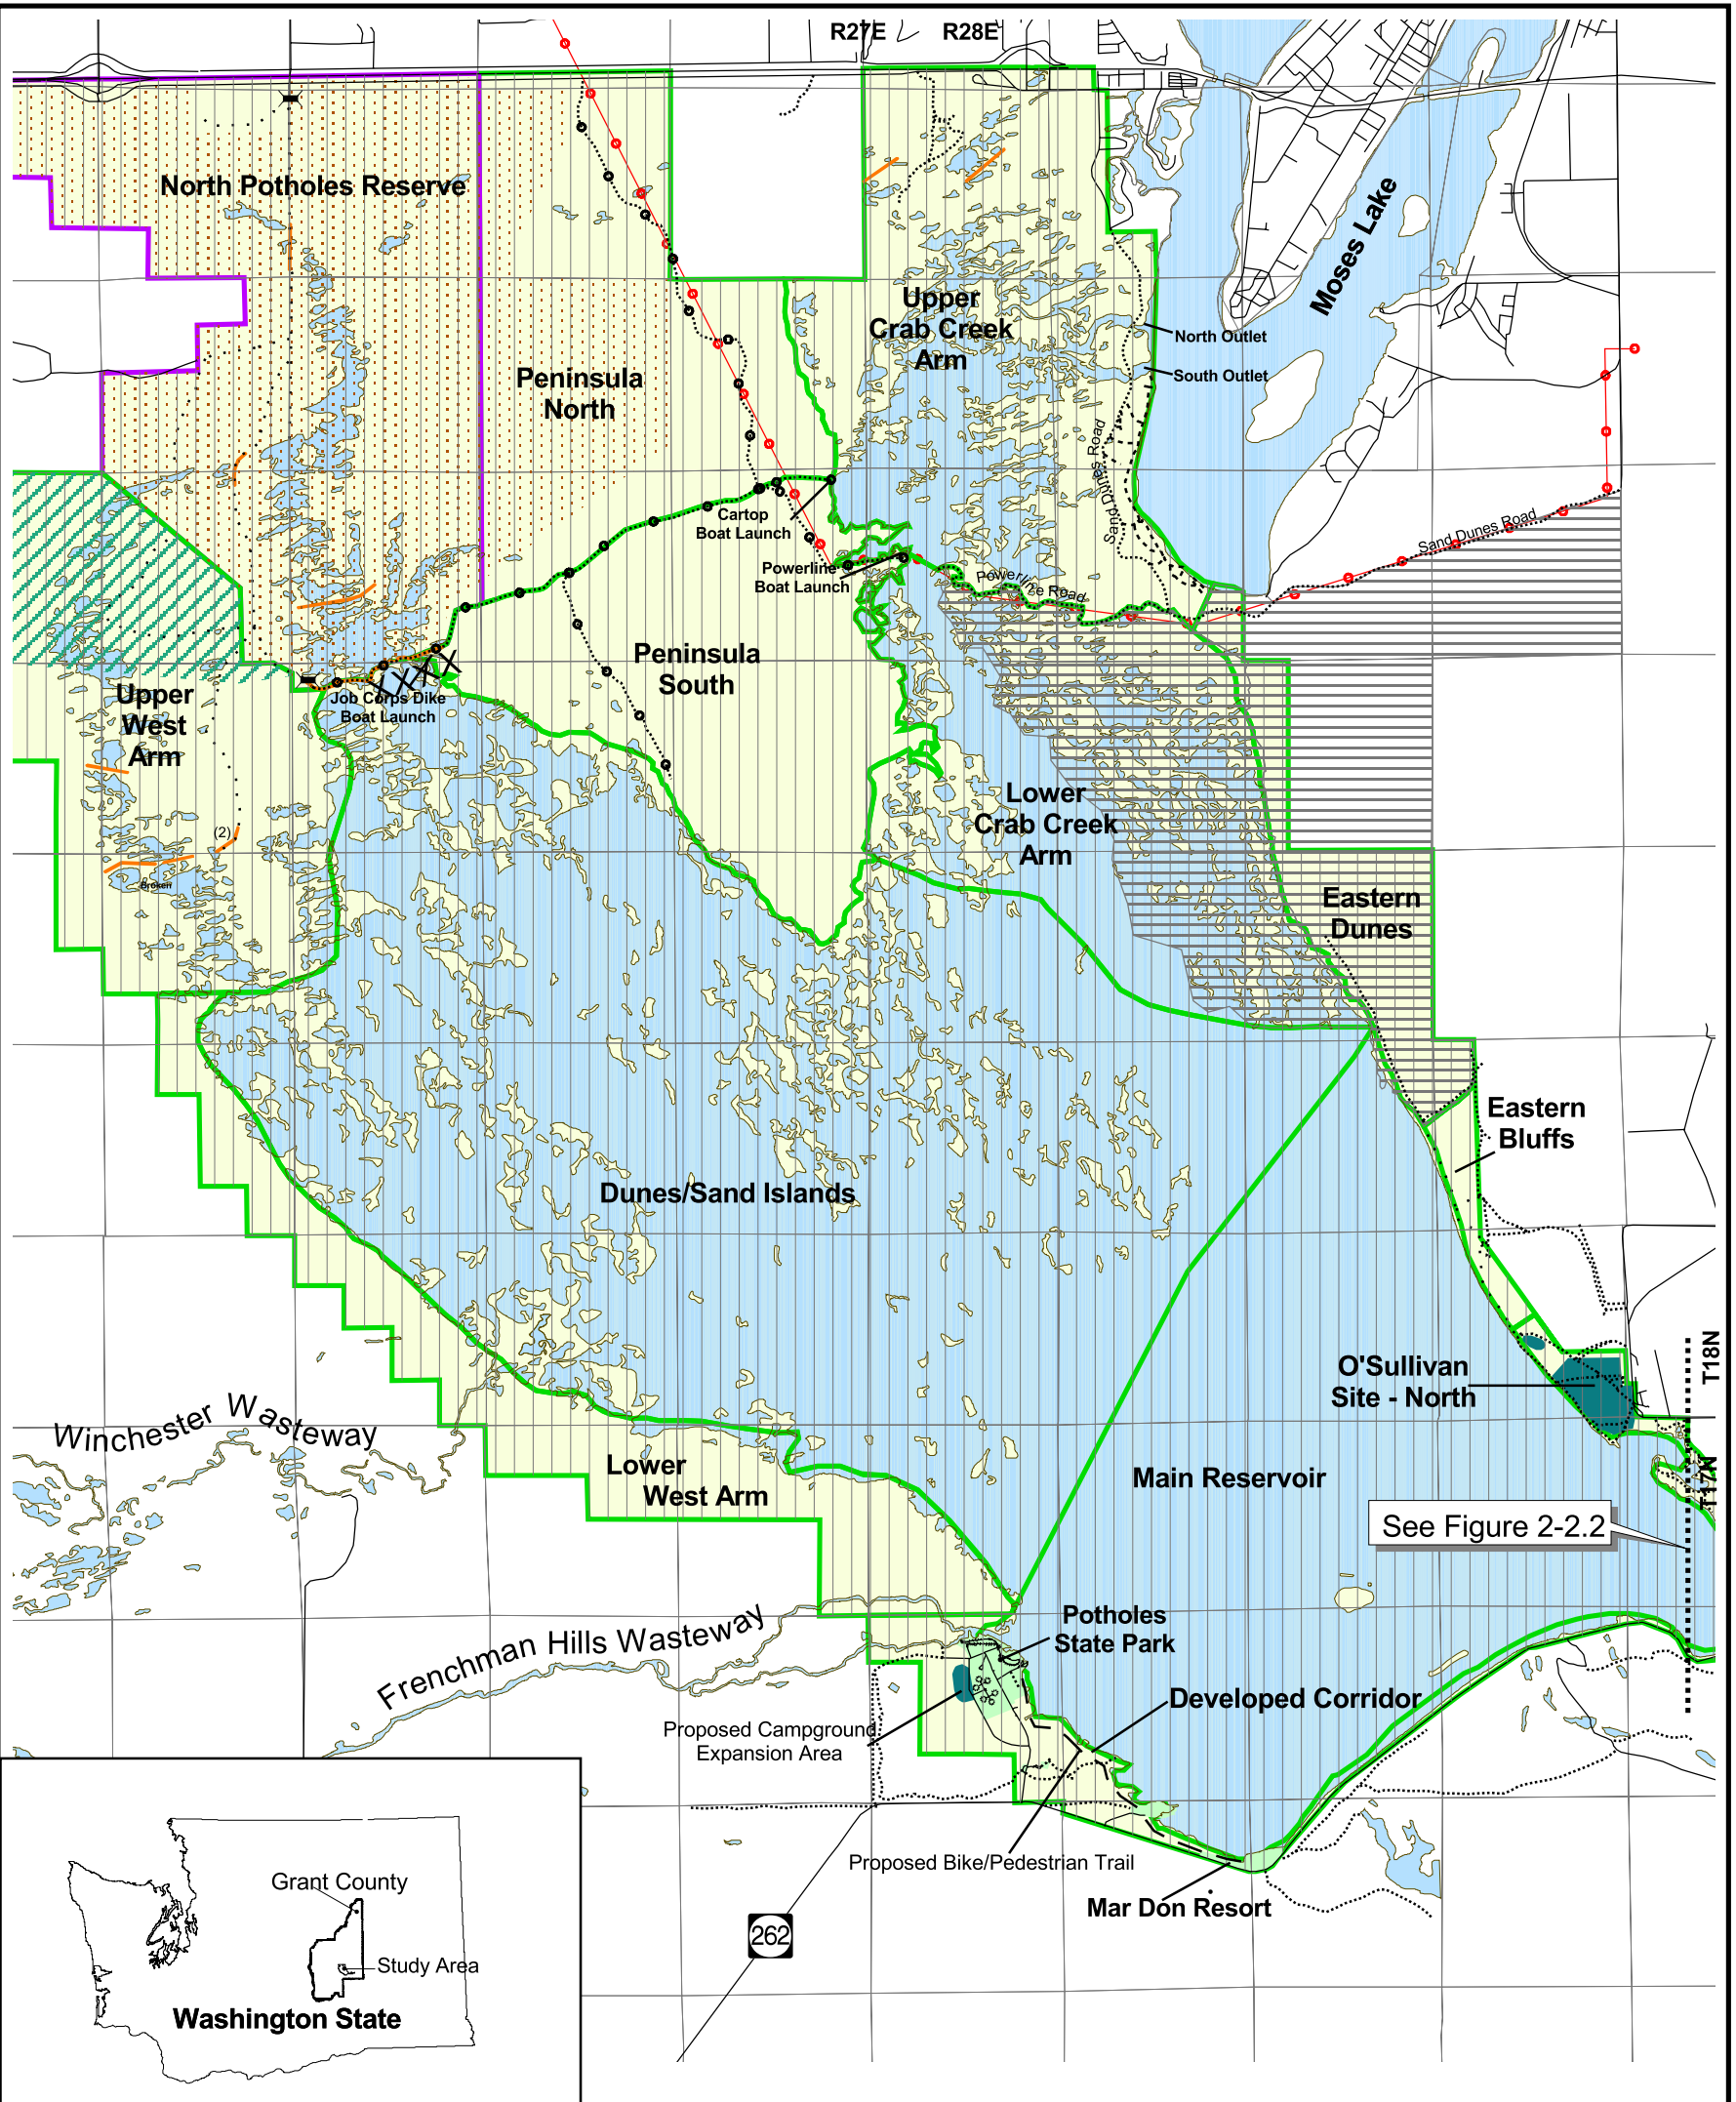 R27E
R28E
North Potholes Reserve
Moses Lake
Upper
Crab Creek
Arm
North Outlet
South Outlet
Peninsula
North
Sand Dunes Road
Sand Dunes Road
Cartop
Boat Launch
Powerline
Boat Launch
Powerline
ze Road
Peninsula
South
Upper
West
Arm
Job Corps Dike
Boat Launch
(2)
Broken
Lower
Crab Creek
Arm
Eastern
Dunes
Eastern
Bluffs
Dunes/Sand Islands
O'Sullivan
Site - North
T18N
T17N
Winchester Wasteway
Lower
West Arm
Main Reservoir
See Figure 2-2.2
Frenchman Hills Wasteway
Potholes
State Park
Developed Corridor
Proposed Campground
Expansion Area
Proposed Bike/Pedestrian Trail
Mar Don Resort
262
Grant County
Study Area
Washington State